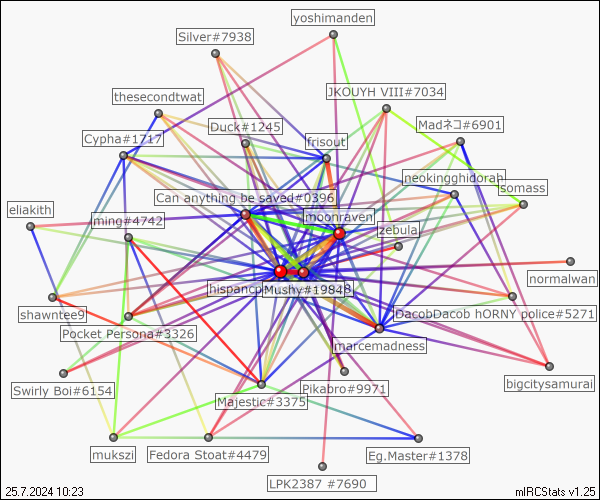 yoshimanden
Silver#7938
JKOUYH VIII#7034
thesecondtwat
Duck#1245
Madネコ#6901
Cypha#1717
frisout
neokingghidorah
somass
Can anything be saved#0396
eliakith
ming#4742
moonraven
zebula
normalwan
hispano
Mushy#1984
shawntee9
DacobDacob hORNY police#5271
Pocket Persona#3326
marcemadness
Swirly Boi#6154
Pikabro#9971
bigcitysamurai
Majestic#3375
mukszi
Fedora Stoat#4479
Eg.Master#1378
LPK2387 #7690
25.7.2024 10:23
mIRCStats v1.25